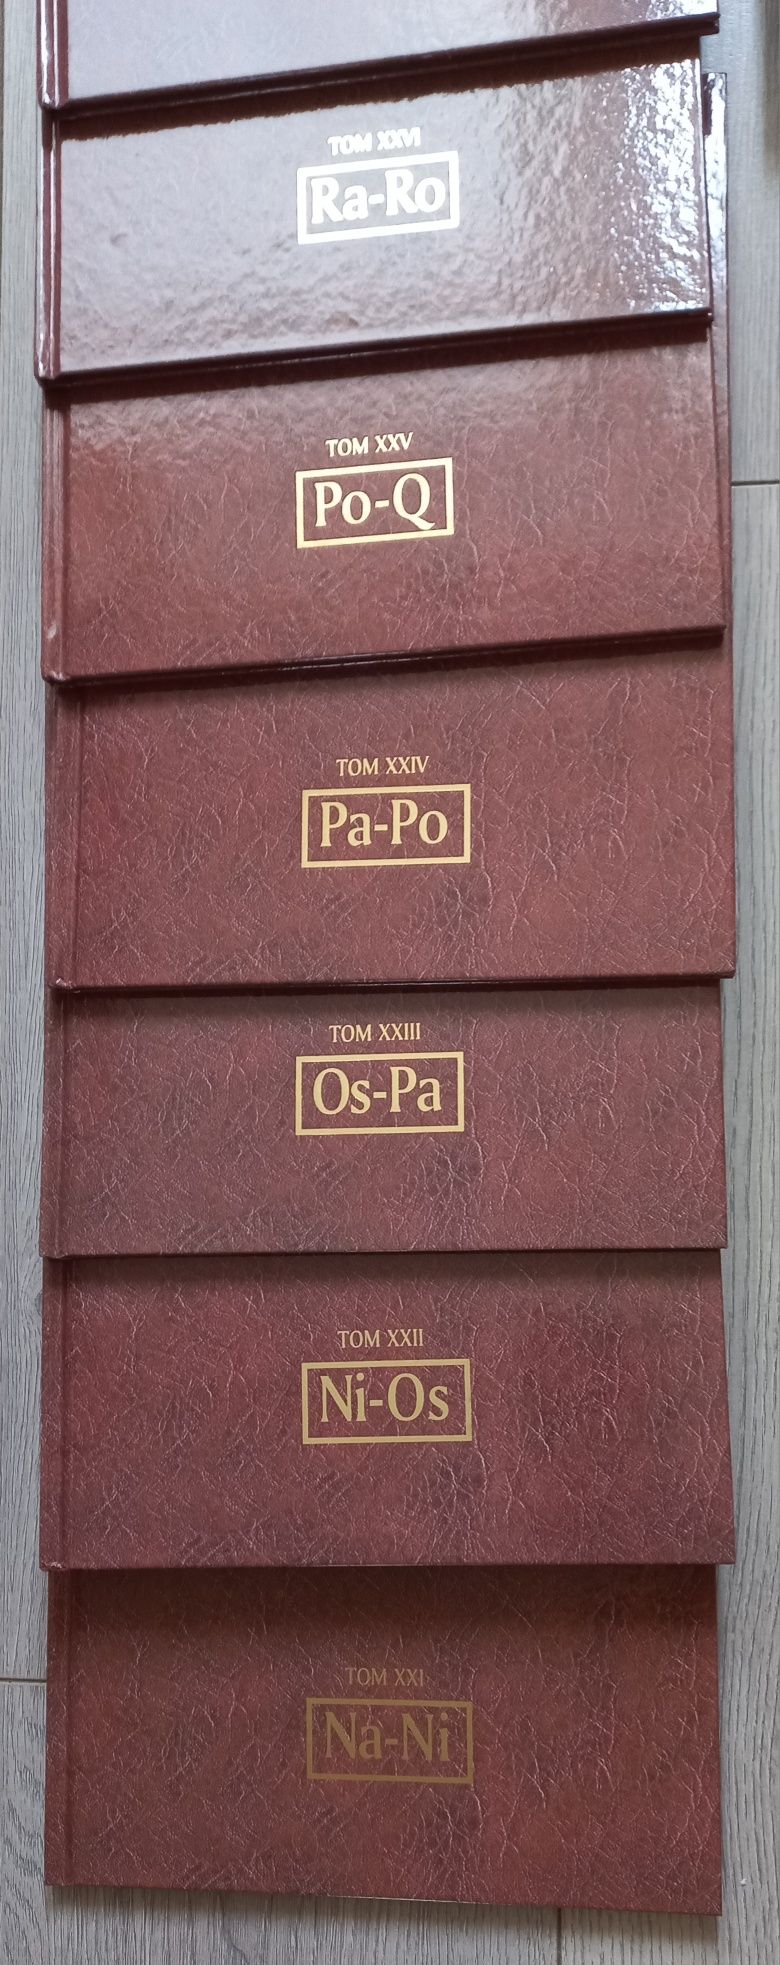 TOM XXVI
Ra-Ro
TOM XXV
Po-Q
TOM XXIV
Pa-Po
TOM XXIII
Os-Pa
TOM XXII
Ni-Os
TOM XXI
Na-Ni